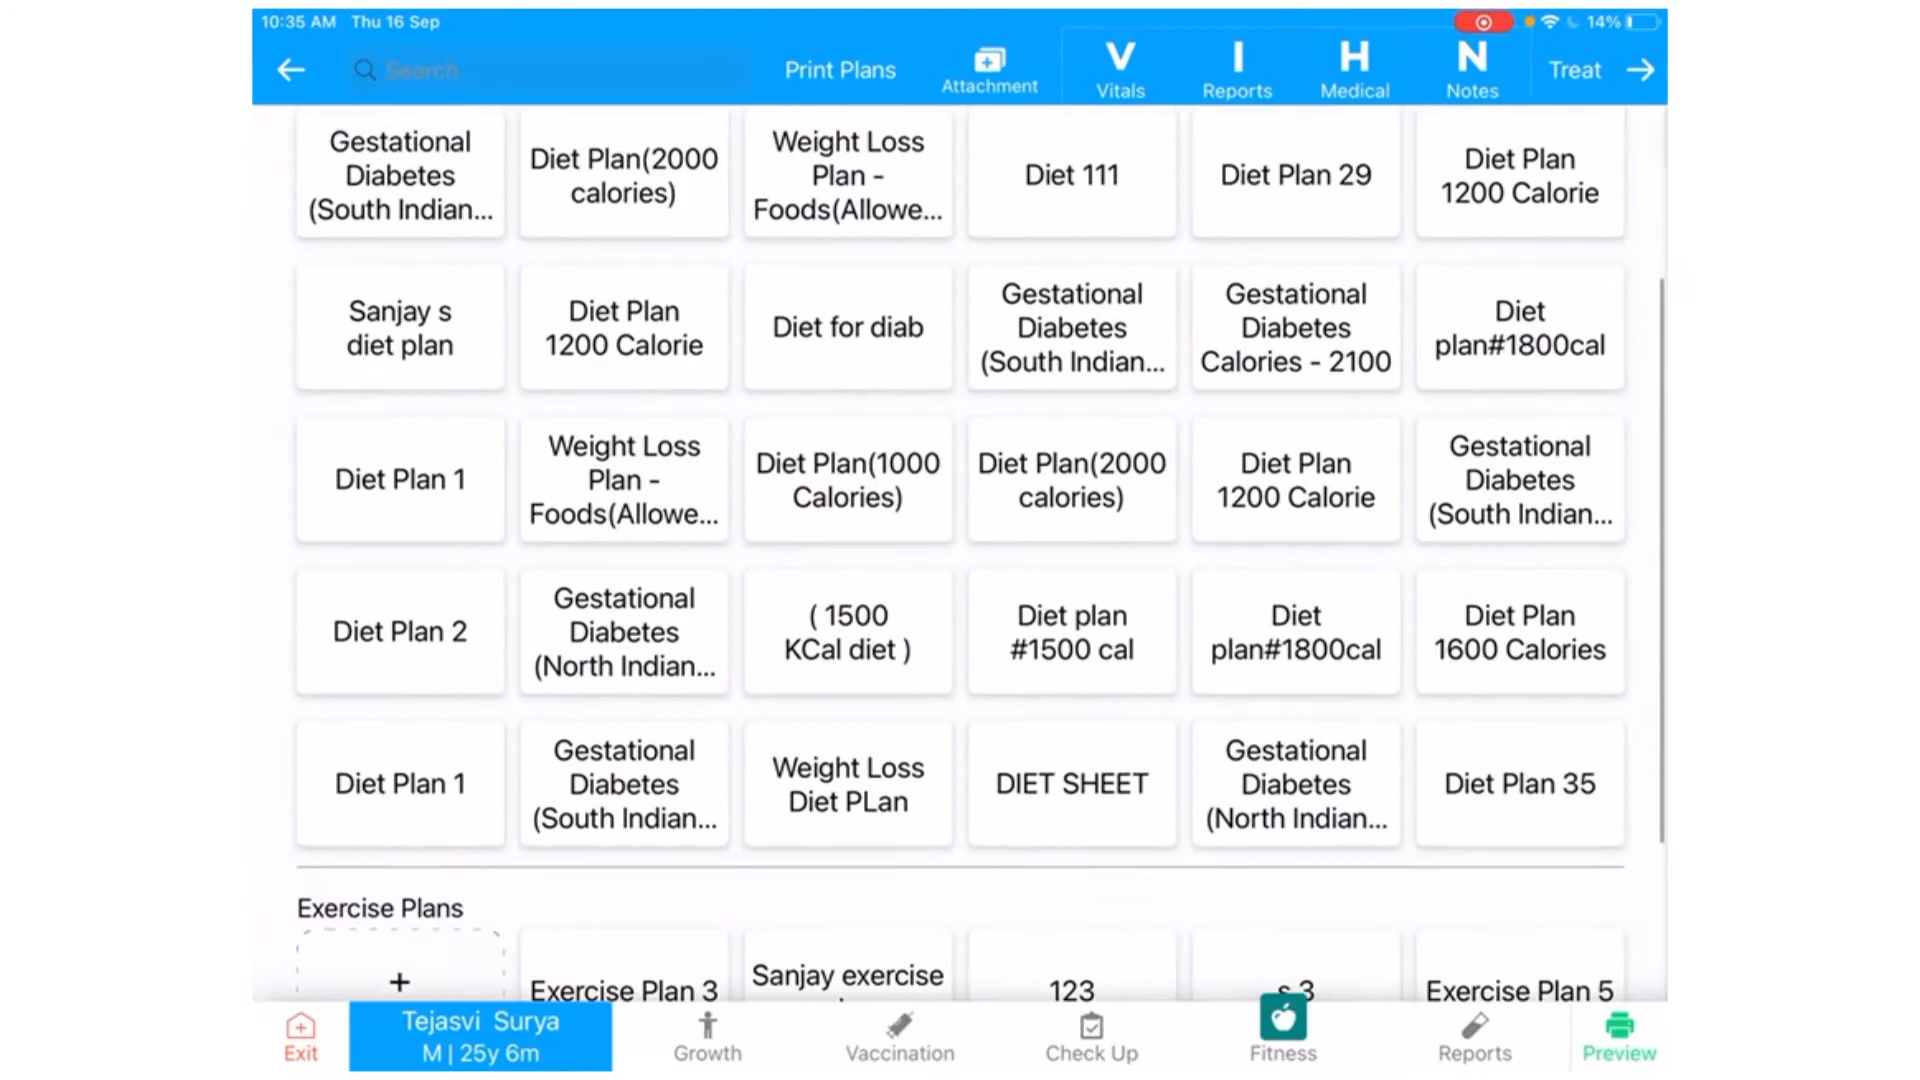 10:35 AM Thu 16 Sep
14%
Search
Print Plans
Attachment
V
Vitals
I
Reports
H
Medical
N
Notes
Treat
Gestational
Diabetes
(South Indian...
Diet Plan(2000
calories)
Weight Loss
Plan -
Foods(Allowe...
Diet 111
Diet Plan 29
Diet Plan
1200 Calorie
Sanjay s
diet plan
Diet Plan
1200 Calorie
Diet for diab
Gestational
Diabetes
(South Indian...
Gestational
Diabetes
Calories - 2100
Diet
plan#1800cal
Diet Plan 1
Weight Loss
Plan -
Foods(Allowe...
Diet Plan(1000
Calories)
Diet Plan(2000
calories)
Diet Plan
1200 Calorie
Gestational
Diabetes
(South Indian...
Diet Plan 2
Gestational
Diabetes
(North Indian...
( 1500
KCal diet )
Diet plan
#1500 cal
Diet
plan#1800cal
Diet Plan
1600 Calories
Diet Plan 1
Gestational
Diabetes
(South Indian...
Weight Loss
Diet PLan
DIET SHEET
Gestational
Diabetes
(North Indian...
Diet Plan 35
Exercise Plans
+
Exercise Plan 3
Sanjay exercise
123
s 3
Exercise Plan 5
Exit
Tejasvi Surya
M | 25y 6m
Growth
Vaccination
Check Up
Fitness
Reports
Preview